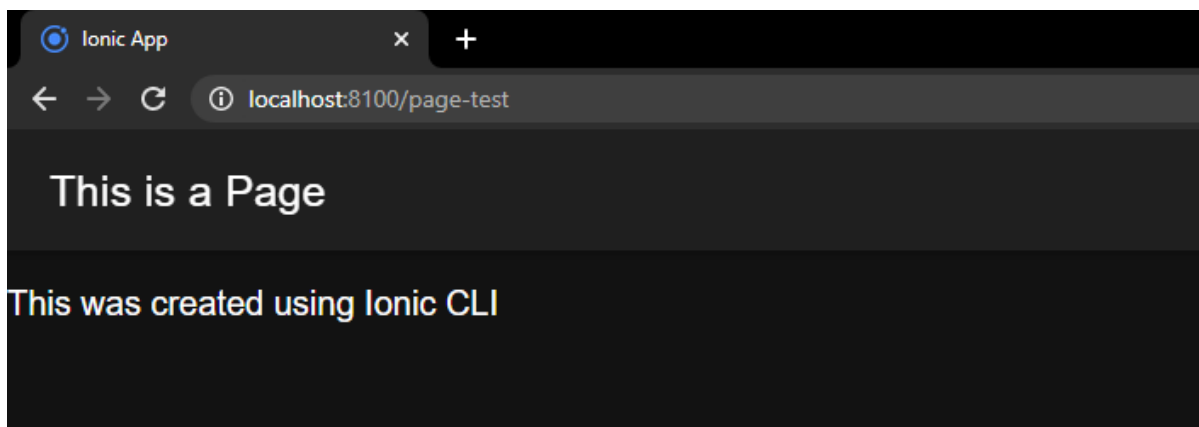 Ionic App
localhost:8100/page-test
This is a Page
This was created using Ionic CLI